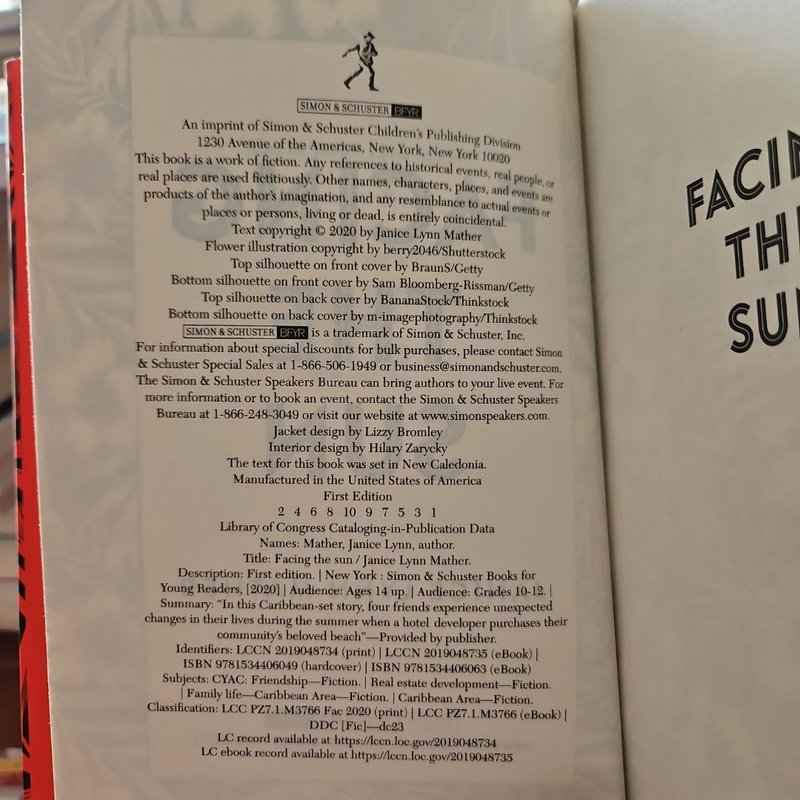 SIMON & SCHUSTER BFYR
An imprint of Simon & Schuster Children's Publishing Division
1230 Avenue of the Americas, New York, New York 10020
This book is a work of fiction. Any references to historical events, real people, or
real places are used fictitiously. Other names, characters, places, and events are
products of the author's imagination, and any resemblance to actual events or
places or persons, living or dead, is entirely coincidental.
Text copyright © 2020 by Janice Lynn Mather
Flower illustration copyright by berry2046/Shutterstock
Top silhouette on front cover by BraunS/Getty
Bottom silhouette on front cover by Sam Bloomberg-Rissman/Getty
Top silhouette on back cover by BananaStock/Thinkstock
Bottom silhouette on back cover by m-imagephotography/Thinkstock
SIMON & SCHUSTER BFYR is a trademark of Simon & Schuster, Inc.
For information about special discounts for bulk purchases, please contact Simon
& Schuster Special Sales at 1-866-506-1949 or business@simonandschuster.com.
The Simon & Schuster Speakers Bureau can bring authors to your live event. For
more information or to book an event, contact the Simon & Schuster Speakers
Bureau at 1-866-248-3049 or visit our website at www.simonspeakers.com.
Jacket design by Lizzy Bromley
Interior design by Hilary Zarycky
The text for this book was set in New Caledonia.
Manufactured in the United States of America
First Edition
2 4 6 8 10 9 7 5 3 1
Library of Congress Cataloging-in-Publication Data
Names: Mather, Janice Lynn, author.
Title: Facing the sun / Janice Lynn Mather.
Description: First edition. | New York : Simon & Schuster Books for
Young Readers, [2020] | Audience: Ages 14 up. | Audience: Grades 10-12. |
Summary: "In this Caribbean-set story, four friends experience unexpected
changes in their lives during the summer when a hotel developer purchases their
community's beloved beach"—Provided by publisher.
Identifiers: LCCN 2019048734 (print) | LCCN 2019048735 (eBook) |
ISBN 9781534406049 (hardcover) | ISBN 9781534406063 (eBook)
Subjects: CYAC: Friendship—Fiction. | Real estate development—Fiction.
| Family life—Caribbean Area—Fiction. | Caribbean Area—Fiction.
Classification: LCC PZ7.1.M3766 Fac 2020 (print) | LCC PZ7.1.M3766 (eBook) |
DDC [Fic]—dc23
LC record available at https://lccn.loc.gov/2019048734
LC ebook record available at https://lccn.loc.gov/2019048735
FACIN
TH
SU